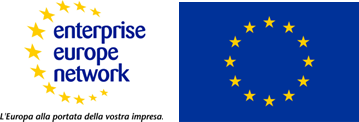 enterprise
europe
network
L'Europa alla portata della vostra impresa.